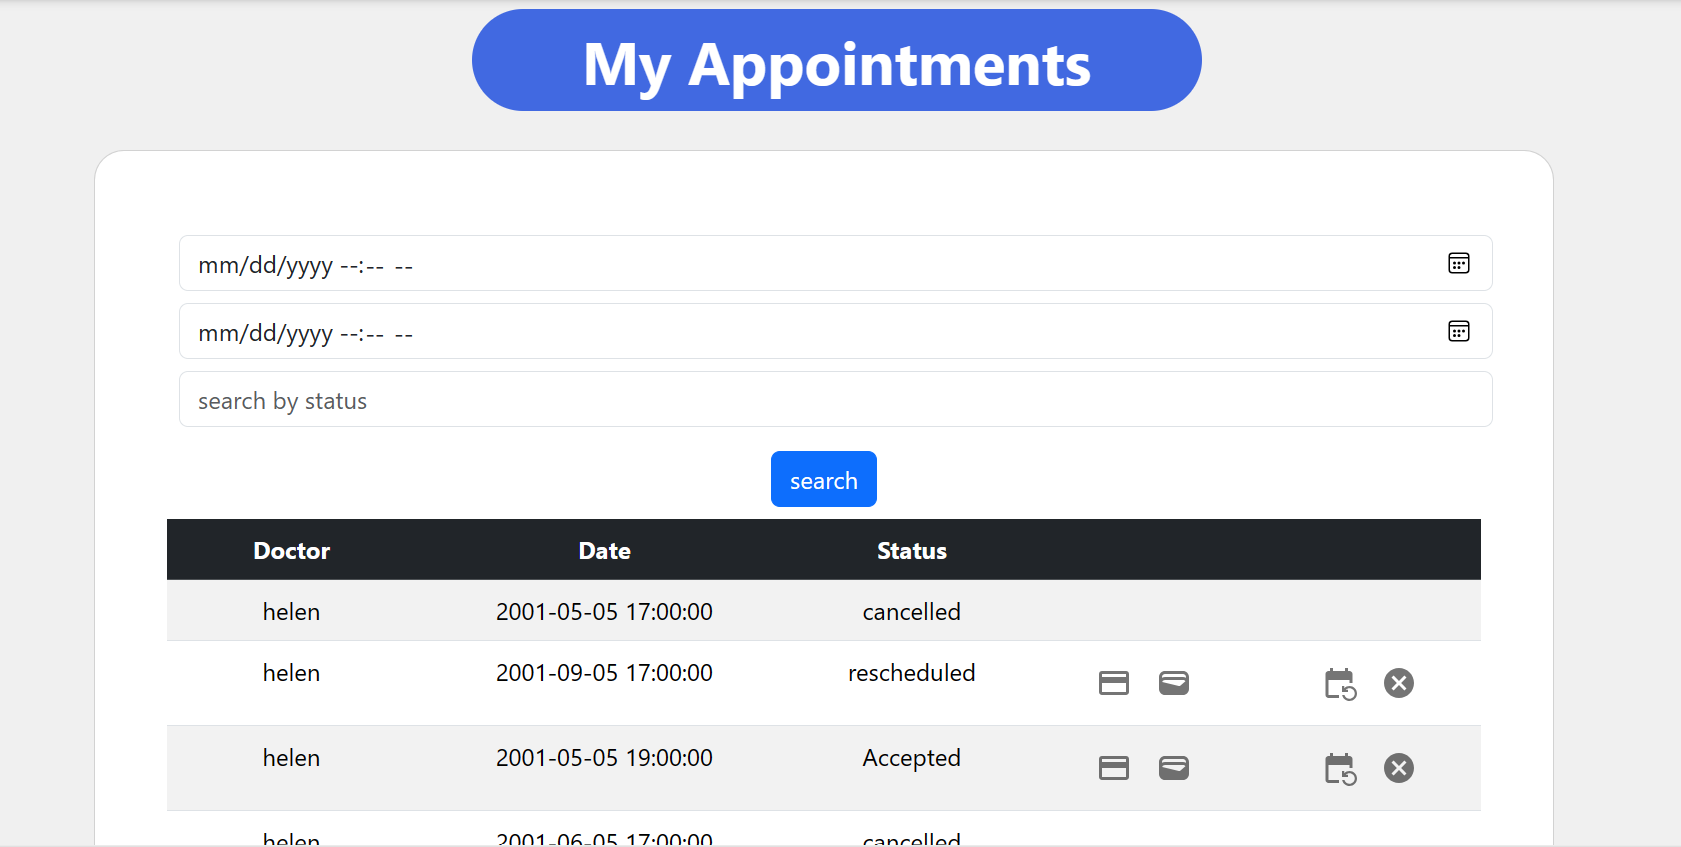 My Appointments
mm/dd/yyyy --:-- --
mm/dd/yyyy --:-- --
search by status
search
Doctor Date Status
helen 2001-05-05 17:00:00 cancelled
helen 2001-09-05 17:00:00 rescheduled
helen 2001-05-05 19:00:00 Accepted
helen 2001-06-05 17:00:00 cancelled